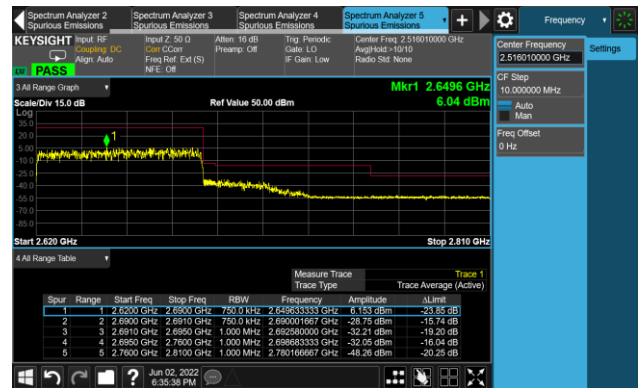 Spectrum Analyzer 2
Spurious Emissions
Spectrum Analyzer 3
Spurious Emissions
Spectrum Analyzer 4
Spurious Emissions
Spectrum Analyzer 5
Spurious Emissions
Frequency
KEYSIGHT
Input: RF
Coupling: DC
Align: Auto
Input Z: 50 Ω
Corr CCorr
Freq Ref: Ext (S)
NFE: Off
Atten: 16 dB
Preamp: Off
Trig: Periodic
Gate: LO
IF Gain: Low
Center Freq: 2.516010000 GHz
Avg|Hold:>10/10
Radio Std: None
PASS
Center Frequency
2.516010000 GHz
Settings
CF Step
10.000000 MHz
Auto
Man
Freq Offset
0 Hz
3 All Range Graph
Mkr1 2.6496 GHz
Scale/Div 15.0 dB
Ref Value 50.00 dBm
6.04 dBm
Log
35.0
20.0
5.00
-10.0
-25.0
-40.0
-55.0
-70.0
-85.0
1
Start 2.620 GHz
Stop 2.810 GHz
4 All Range Table
Measure Trace Trace 1
Trace Type Trace Average (Active)
Spur Range Start Freq Stop Freq RBW Frequency Amplitude ΔLimit
1 1 2.6200 GHz 2.6900 GHz 750.0 kHz 2.649633333 GHz 6.153 dBm -23.85 dB
2 2 2.6900 GHz 2.6910 GHz 750.0 kHz 2.690001667 GHz -28.75 dBm -15.74 dB
3 3 2.6910 GHz 2.6950 GHz 1.000 MHz 2.692580000 GHz -32.21 dBm -19.20 dB
4 4 2.6950 GHz 2.7600 GHz 1.000 MHz 2.698683333 GHz -32.05 dBm -16.04 dB
5 5 2.7600 GHz 2.8100 GHz 1.000 MHz 2.780166667 GHz -48.26 dBm -20.25 dB
Jun 02, 2022
6:35:38 PM